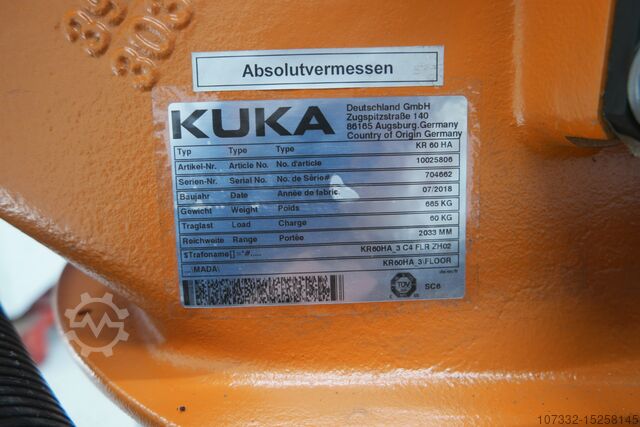 Absolutvermessen
KUKA
Deutschland GmbH
Zugspitzstraße 140
86165 Augsburg.Germany
Country of Origin Germany
Typ Type Type KR 60 HA
Artikel-Nr. Article No. No. d'article 10025806
Serien-Nr. Serial No. No. de Série# 704662
Baujahr Date Année de fabric. 07/2018
Gewicht Weight Poids 685 KG
Traglast Load Charge 60 KG
Reichweite Range Portée 2033 MM
KR60HA_3 C4 FLR ZH02
...\MADA\ KR60HA_3\FLOOR
TÜV
SC6
107332-15258145